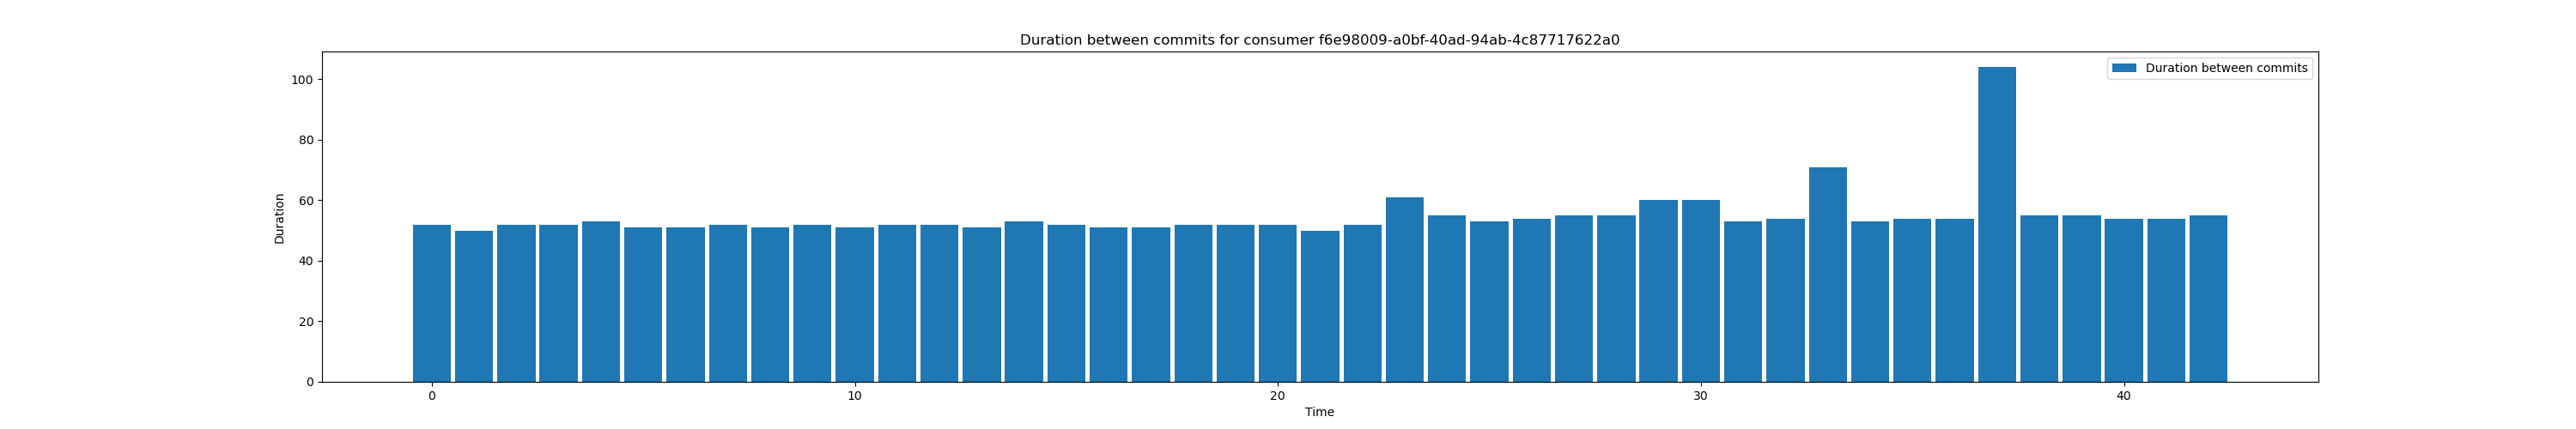 Duration between commits for consumer f6e98009-a0bf-40ad-94ab-4c87717622a0
Duration between commits
100
80
60
40
20
0
Duration
0 10 20 30 40
Time